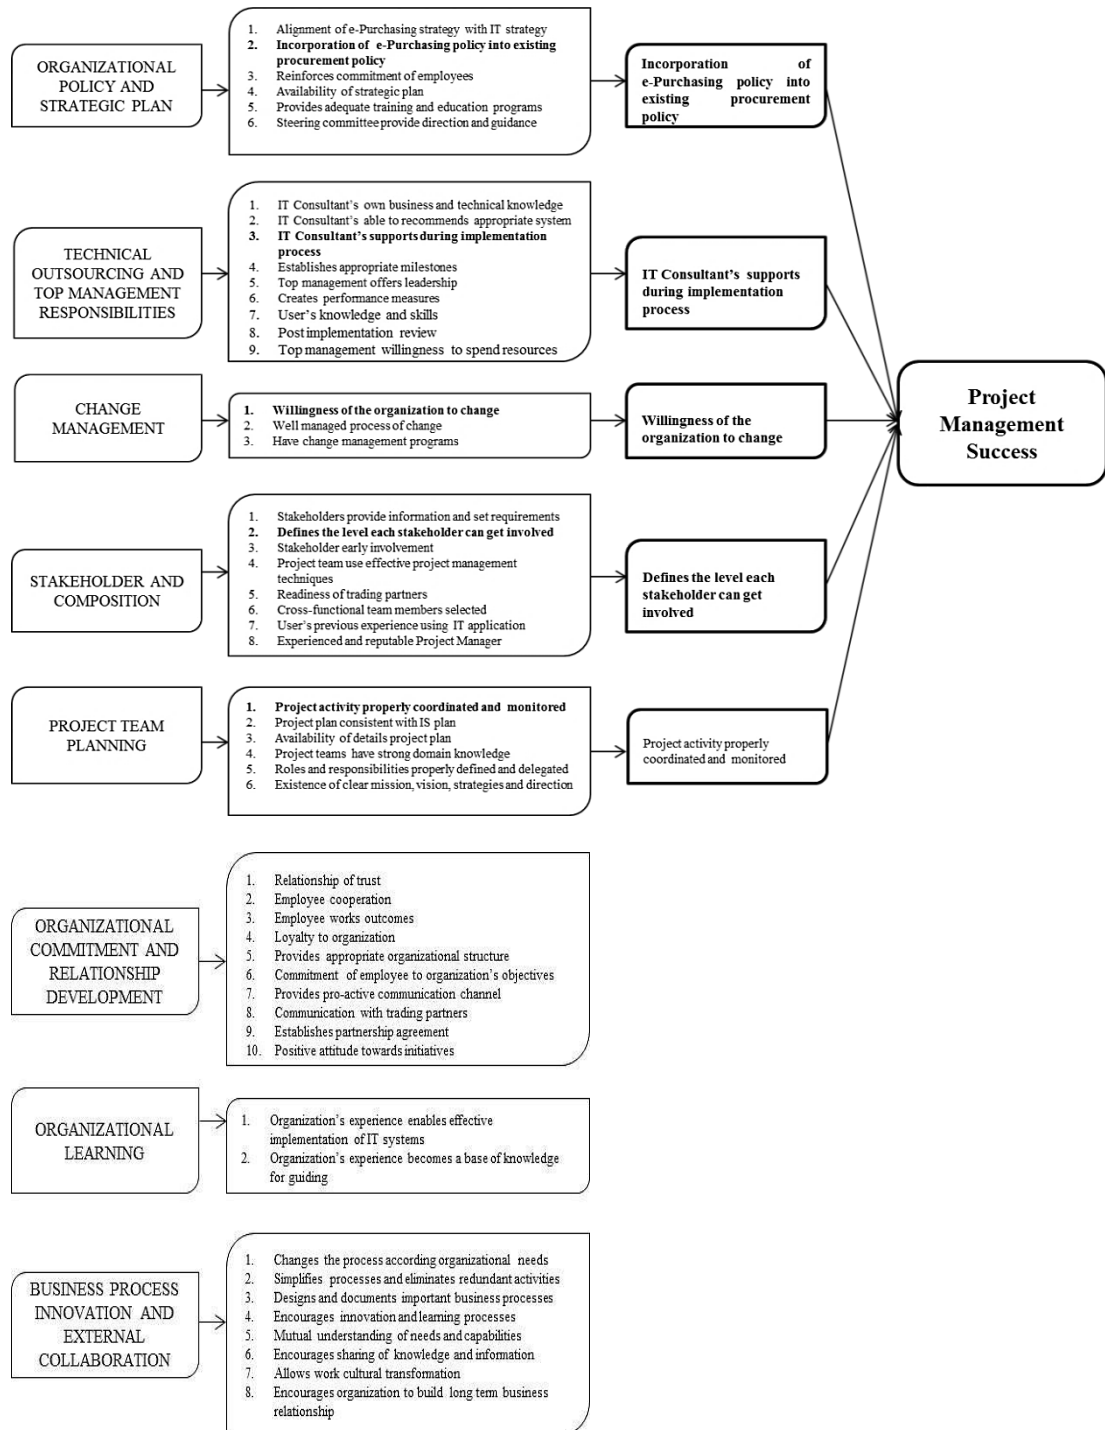 ORGANIZATIONAL
POLICY AND
STRATEGIC PLAN
1. Alignment of e-Purchasing strategy with IT strategy
2. Incorporation of e-Purchasing policy into existing
procurement policy
3. Reinforces commitment of employees
4. Availability of strategic plan
5. Provides adequate training and education programs
6. Steering committee provide direction and guidance
Incorporation of
e-Purchasing policy into
existing procurement
policy
TECHNICAL
OUTSOURCING AND
TOP MANAGEMENT
RESPONSIBILITIES
1. IT Consultant's own business and technical knowledge
2. IT Consultant's able to recommends appropriate system
3. IT Consultant's supports during implementation
process
4. Establishes appropriate milestones
5. Top management offers leadership
6. Creates performance measures
7. User's knowledge and skills
8. Post implementation review
9. Top management willingness to spend resources
IT Consultant's supports
during implementation
process
CHANGE
MANAGEMENT
1. Willingness of the organization to change
2. Well managed process of change
3. Have change management programs
Willingness of the
organization to change
Project
Management
Success
STAKEHOLDER AND
COMPOSITION
1. Stakeholders provide information and set requirements
2. Defines the level each stakeholder can get involved
3. Stakeholder early involvement
4. Project team use effective project management
techniques
5. Readiness of trading partners
6. Cross-functional team members selected
7. User's previous experience using IT application
8. Experienced and reputable Project Manager
Defines the level each
stakeholder can get
involved
PROJECT TEAM
PLANNING
1. Project activity properly coordinated and monitored
2. Project plan consistent with IS plan
3. Availability of details project plan
4. Project teams have strong domain knowledge
5. Roles and responsibilities properly defined and delegated
6. Existence of clear mission, vision, strategies and direction
Project activity properly
coordinated and monitored
ORGANIZATIONAL
COMMITMENT AND
RELATIONSHIP
DEVELOPMENT
1. Relationship of trust
2. Employee cooperation
3. Employee works outcomes
4. Loyalty to organization
5. Provides appropriate organizational structure
6. Commitment of employee to organization's objectives
7. Provides pro-active communication channel
8. Communication with trading partners
9. Establishes partnership agreement
10. Positive attitude towards initiatives
ORGANIZATIONAL
LEARNING
1. Organization's experience enables effective
implementation of IT systems
2. Organization's experience becomes a base of knowledge
for guiding
BUSINESS PROCESS
INNOVATION AND
EXTERNAL
COLLABORATION
1. Changes the process according organizational needs
2. Simplifies processes and eliminates redundant activities
3. Designs and documents important business processes
4. Encourages innovation and learning processes
5. Mutual understanding of needs and capabilities
6. Encourages sharing of knowledge and information
7. Allows work cultural transformation
8. Encourages organization to build long term business
relationship